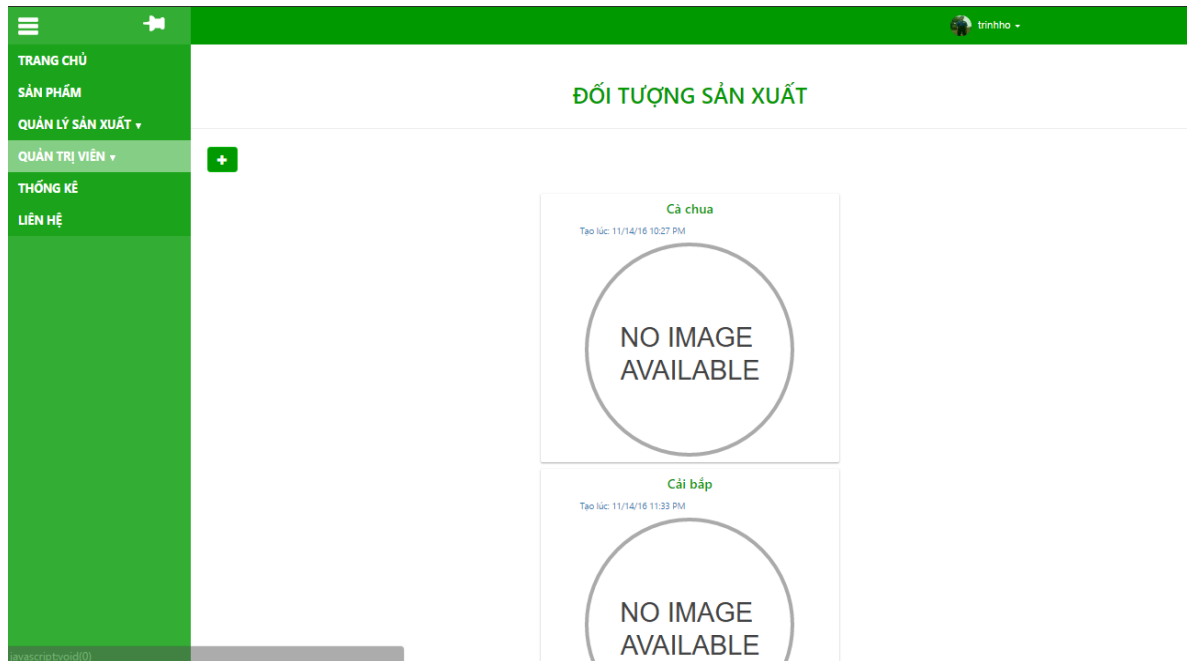 trinhho
TRANG CHỦ
SẢN PHẨM
QUẢN LÝ SẢN XUẤT ▾
QUẢN TRỊ VIÊN ▾
THỐNG KÊ
LIÊN HỆ
ĐỐI TƯỢNG SẢN XUẤT
Cà chua
Tạo lúc: 11/14/16 10:27 PM
NO IMAGE
AVAILABLE
Cải bắp
Tạo lúc: 11/14/16 11:33 PM
NO IMAGE
AVAILABLE
javascript:void(0)